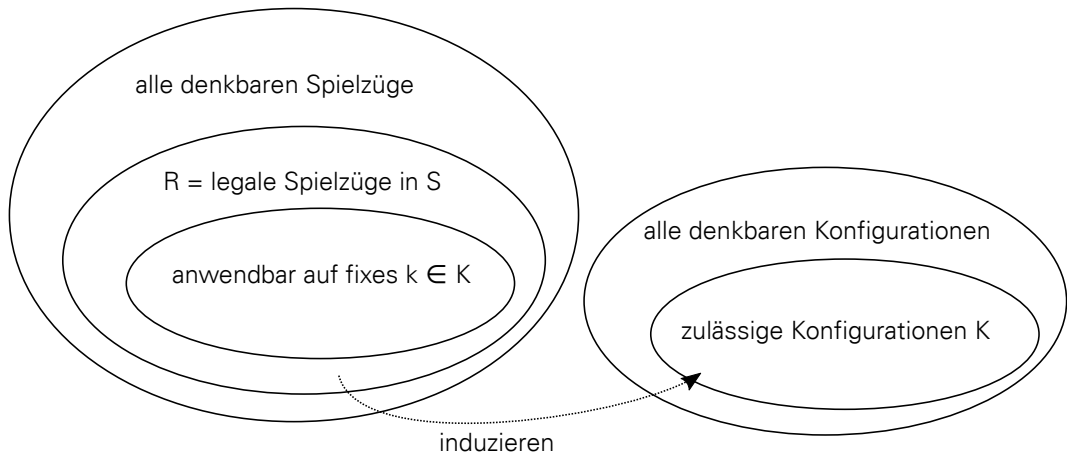 alle denkbaren Spielzüge
R = legale Spielzüge in S
anwendbar auf fixes k ∈ K
alle denkbaren Konfigurationen
zulässige Konfigurationen K
induzieren